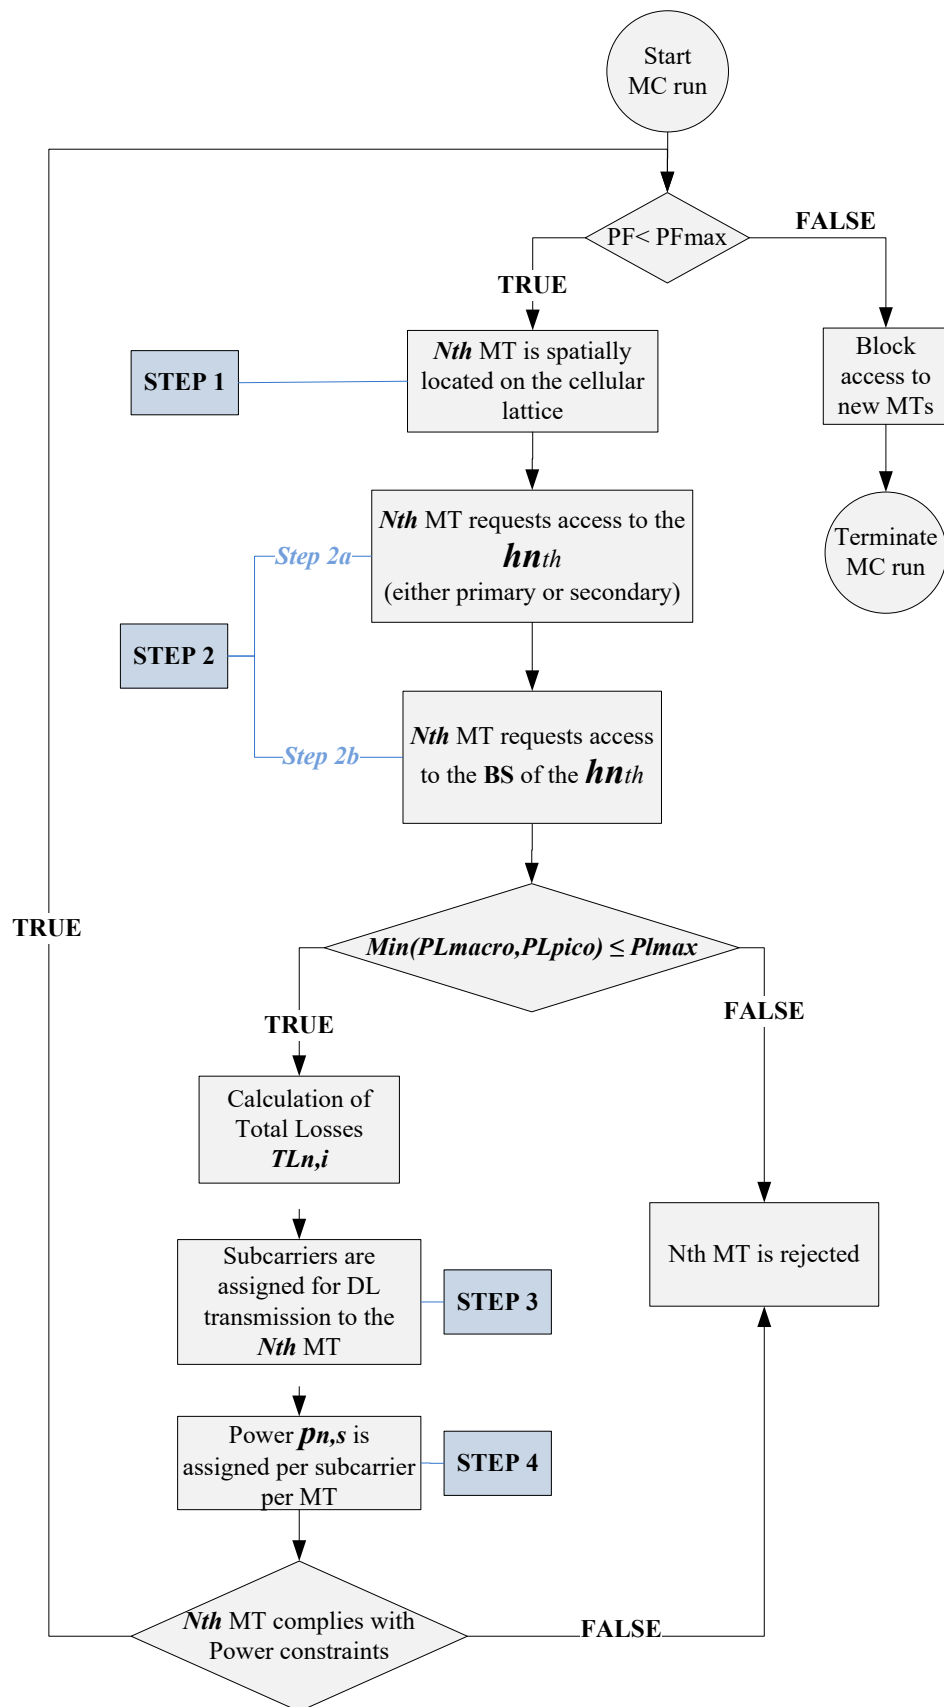 Start
MC run
PF< PFmax
FALSE
TRUE
STEP 1
Nth MT is spatially
located on the cellular
lattice
Block
access to
new MTs
Terminate
MC run
Nth MT requests access to the
hnth
(either primary or secondary)
Step 2a
STEP 2
Step 2b
Nth MT requests access
to the BS of the hnth
TRUE
Min(PLmacro,PLpico) ≤ Plmax
TRUE
FALSE
Calculation of
Total Losses
TLn,i
Nth MT is rejected
Subcarriers are
assigned for DL
transmission to the
Nth MT
STEP 3
Power pn,s is
assigned per subcarrier
per MT
STEP 4
Nth MT complies with
Power constraints
FALSE